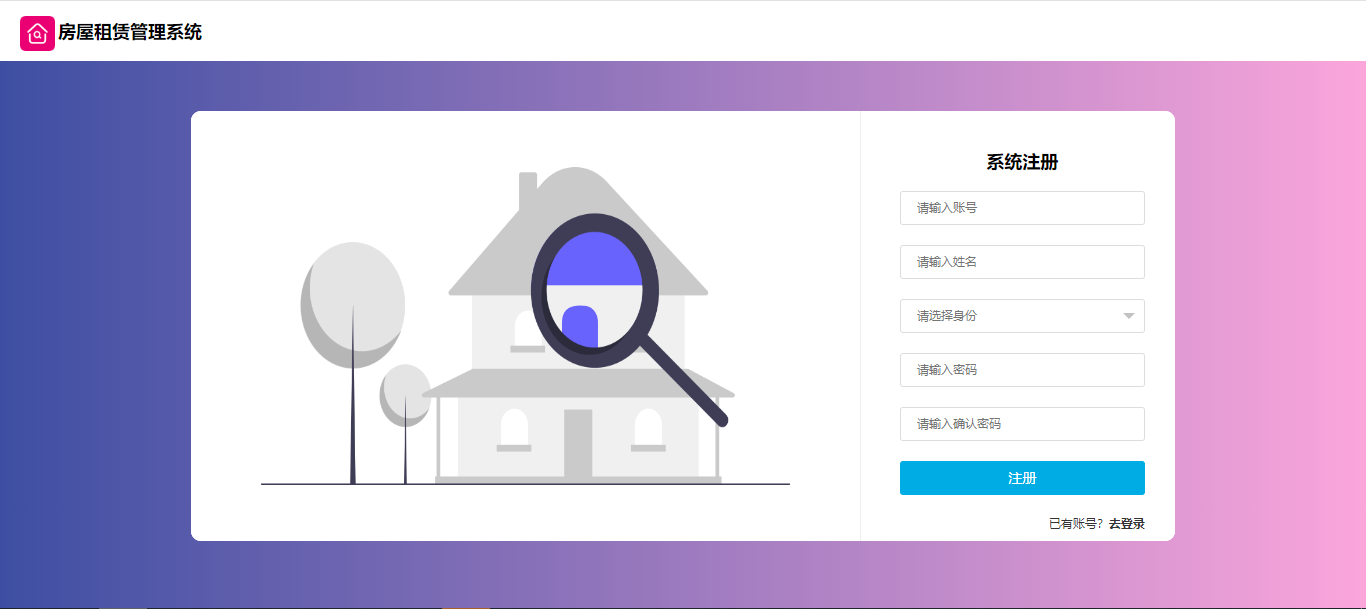 房屋租赁管理系统
系统注册
请输入账号
请输入姓名
请选择身份
请输入密码
请输入确认密码
注册
已有账号? 去登录